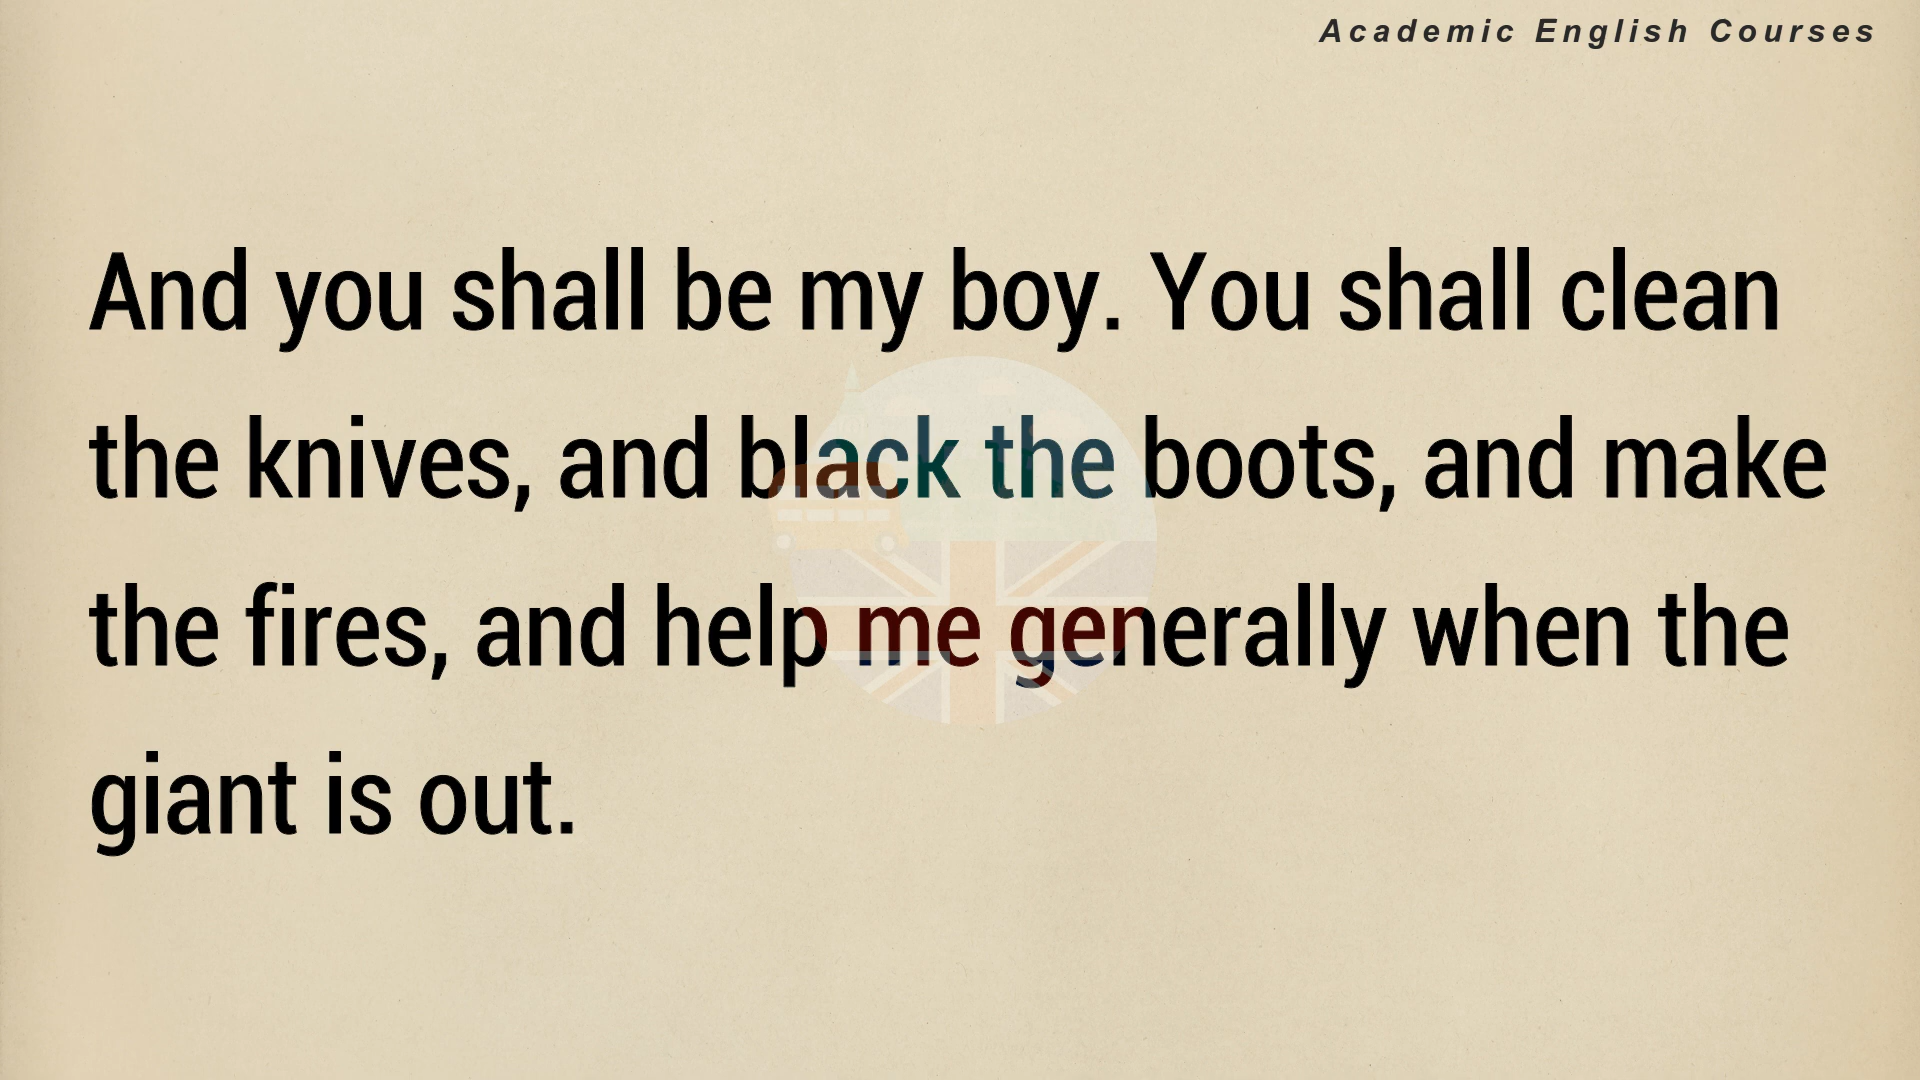 Academic English Courses
And you shall be my boy. You shall clean
the knives, and black the boots, and make
the fires, and help me generally when the
giant is out.